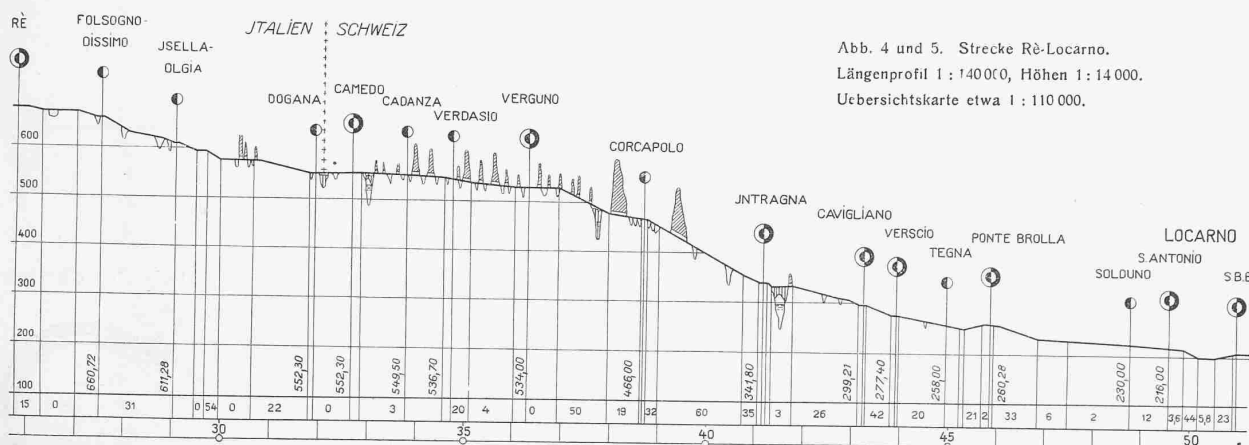 RÈ
FOLSOGNO-
DISSIMO
JSELLA-
OLGIA
JTALIEN
SCHWEIZ
DOGANA
CAMEDO
CADANZA
VERDASIO
VERGUNO
CORCAPOLO
JNTRAGNA
CAVIGLIANO
VERSCIO
TEGNA
PONTE BROLLA
LOCARNO
SOLDUNO
S.ANTONIO
S.B.B
Abb. 4 und 5. Strecke Rè-Locarno.
Längenprofil 1 : 140 000, Höhen 1 : 14 000.
Uebersichtskarte etwa 1 : 110 000.
600
500
400
300
200
100
660,72
611,28
552,30
552,30
549,50
536,70
534,00
466,00
341,80
299,21
277,40
258,00
260,28
230,00
216,00
15 0 31 0 54 0 22 0 3 20 4 0 50 19 32 60 35 3 26 42 20 21 2 33 6 2 12 3,6 44 5,8 23
30 35 40 45 50